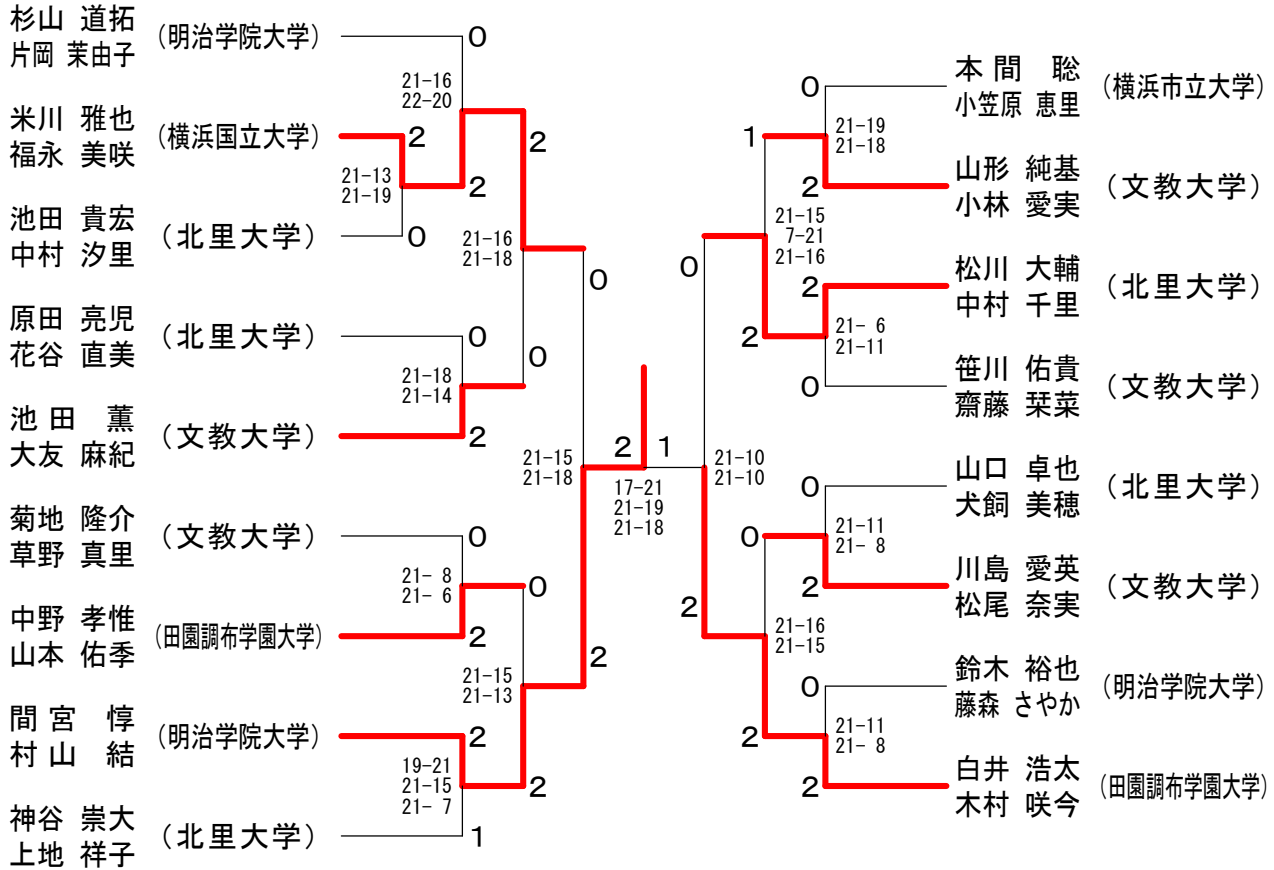 杉山 道拓
片岡 茉由子
(明治学院大学)
0
21-16
22-20
米川 雅也
福永 美咲
(横浜国立大学)
2
2
21-13
21-19
2
池田 貴宏
中村 汐里
(北里大学)
0
21-16
21-18
0
原田 亮児
花谷 直美
(北里大学)
0
0
21-18
21-14
池田 薫
大友 麻紀
(文教大学)
2
21-15
21-18
菊地 隆介
草野 真里
(文教大学)
0
21- 8
21- 6
0
中野 孝惟
山本 佑季
(田園調布学園大学)
2
2
21-15
21-13
間宮 惇
村山 結
(明治学院大学)
2
19-21
21-15
21- 7
2
神谷 崇大
上地 祥子
(北里大学)
1
2
1
17-21
21-19
21-18
0
本間 聡
小笠原 恵里
(横浜市立大学)
1
21-19
21-18
2
山形 純基
小林 愛実
(文教大学)
21-15
7-21
21-16
0
2
松川 大輔
中村 千里
(北里大学)
2
21- 6
21-11
0
笹川 佑貴
齋藤 栞菜
(文教大学)
21-10
21-10
0
山口 卓也
犬飼 美穂
(北里大学)
0
21-11
21- 8
2
川島 愛英
松尾 奈実
(文教大学)
2
21-16
21-15
0
鈴木 裕也
藤森 さやか
(明治学院大学)
2
21-11
21- 8
2
白井 浩太
木村 咲今
(田園調布学園大学)